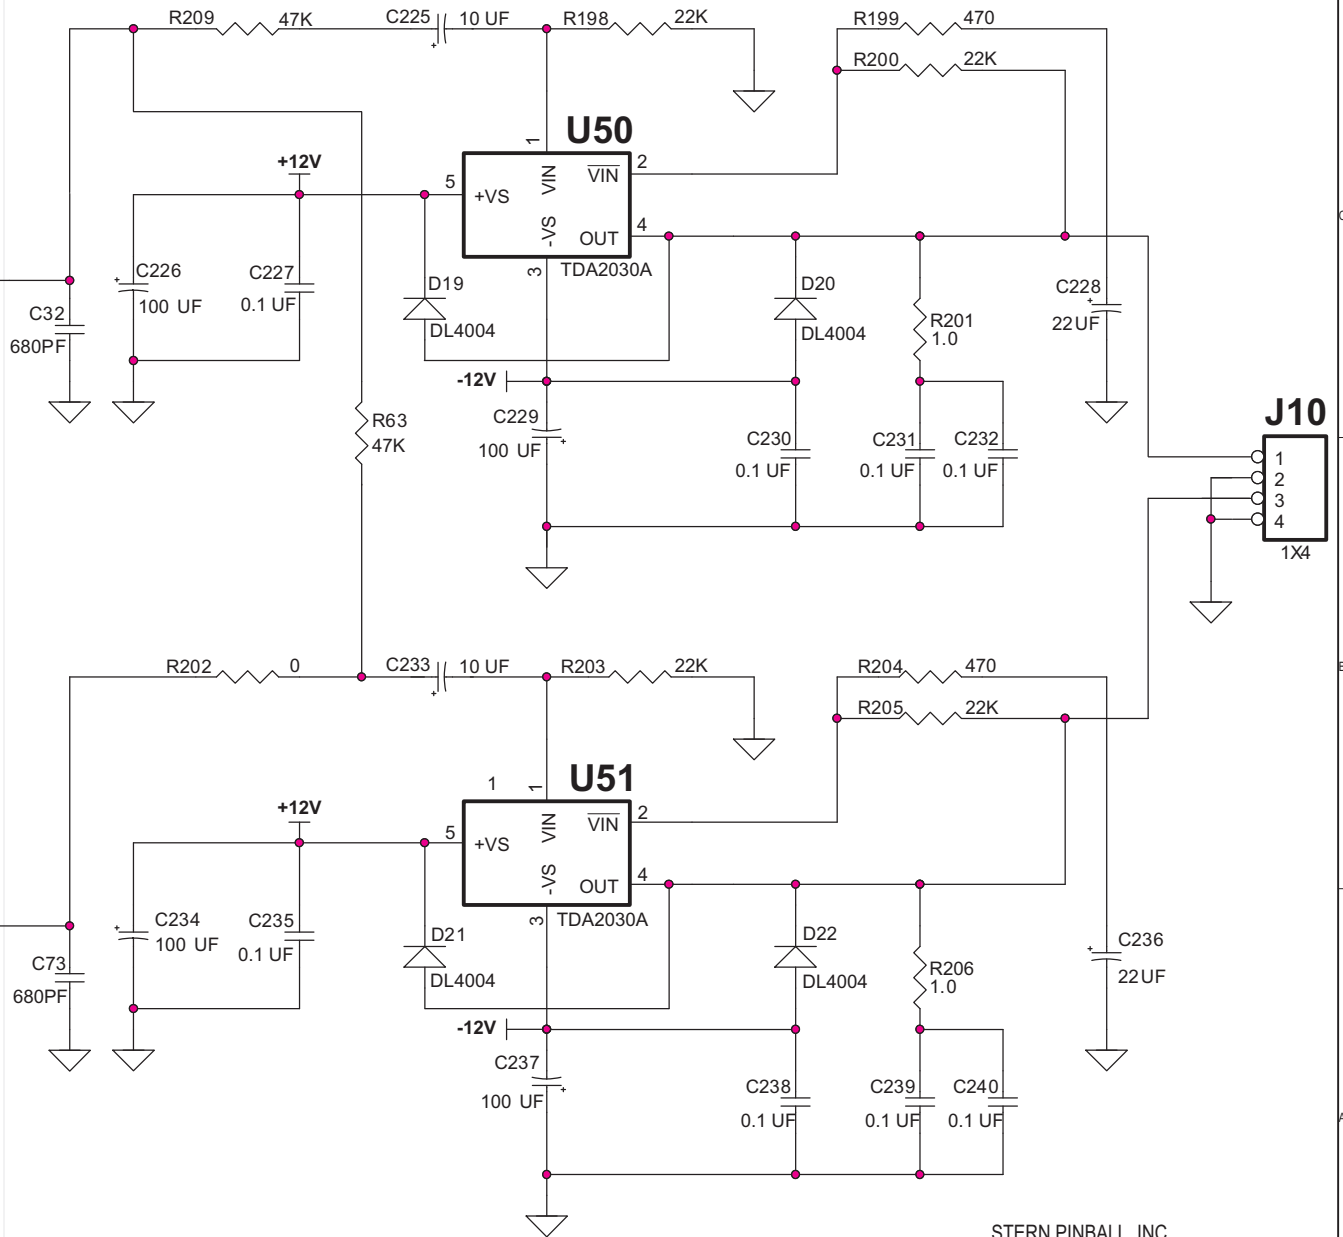 R209 47K C225 10 UF R198 22K R199 470
R200 22K
U50
+12V
1
5 +VS VIN VIN 2
-VS OUT 4
3 TDA2030A
C226
100 UF
C227
0.1 UF
D19
DL4004
D20
DL4004
C228
22UF
C32
680PF
R201
1.0
-12V
R63
47K
C229
100 UF
C230
0.1 UF
C231
0.1 UF
C232
0.1 UF
J10
1
2
3
4
1X4
R202 0 C233 10 UF R203 22K R204 470
R205 22K
U51
1
1
+12V
5 +VS VIN VIN 2
-VS OUT 4
3 TDA2030A
C234
100 UF
C235
0.1 UF
D21
DL4004
D22
DL4004
C236
22UF
C73
680PF
R206
1.0
-12V
C237
100 UF
C238
0.1 UF
C239
0.1 UF
C240
0.1 UF
STERN PINBALL, INC